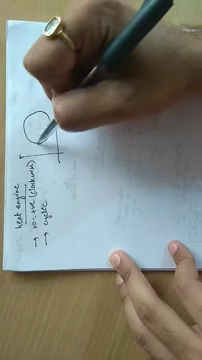 heat engine
→ w = +ve (clockwise)
→ cyclic